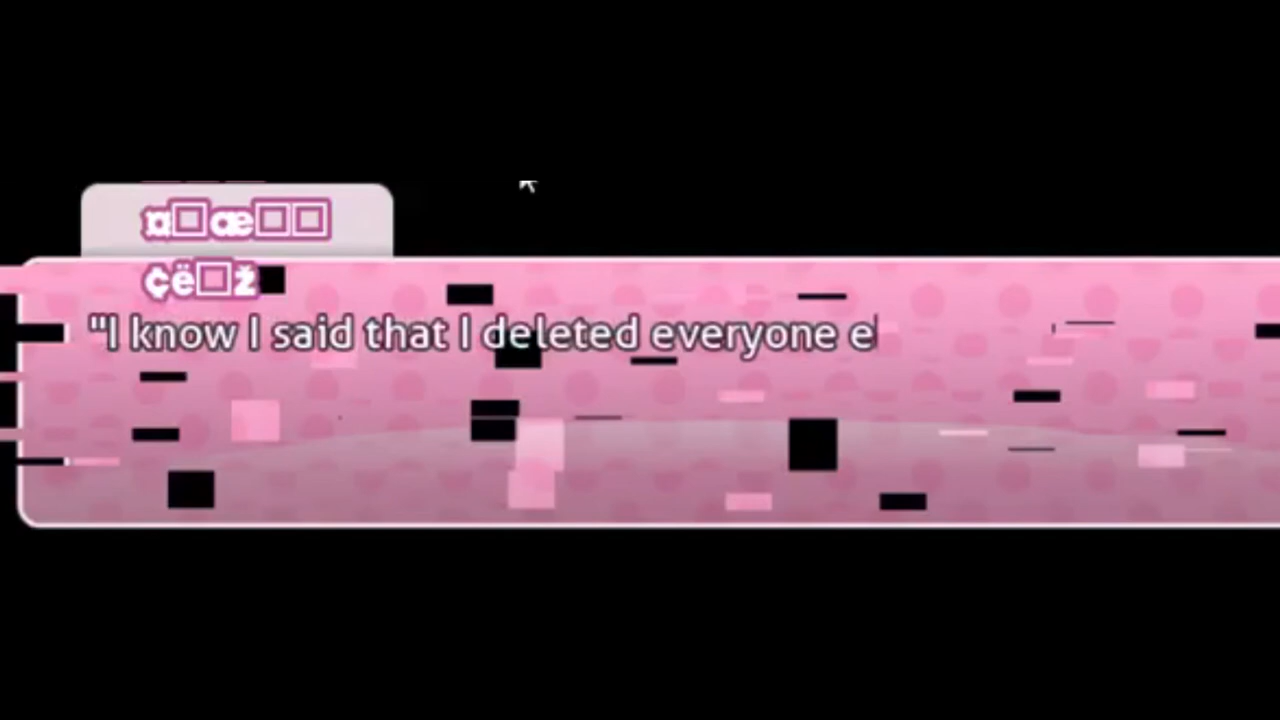 ¤□æ□□
¢ë□ž
"I know I said that I deleted everyone e